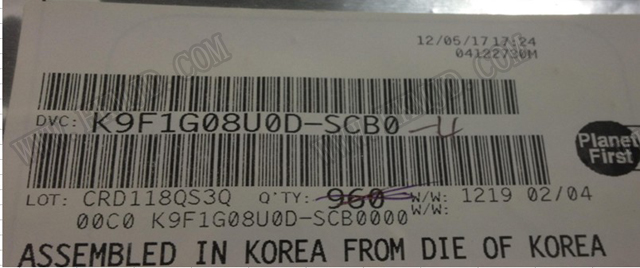 12/05/17 17:24
04122730M
DVC: K9F1G08U0D-SCB0 -4
Planet
First
LOT: CRD118QS3Q Q'TY: 960 W/W: 1219 02/04
W/W:
00C0 K9F1G08U0D-SCB0000
ASSEMBLED IN KOREA FROM DIE OF KOREA